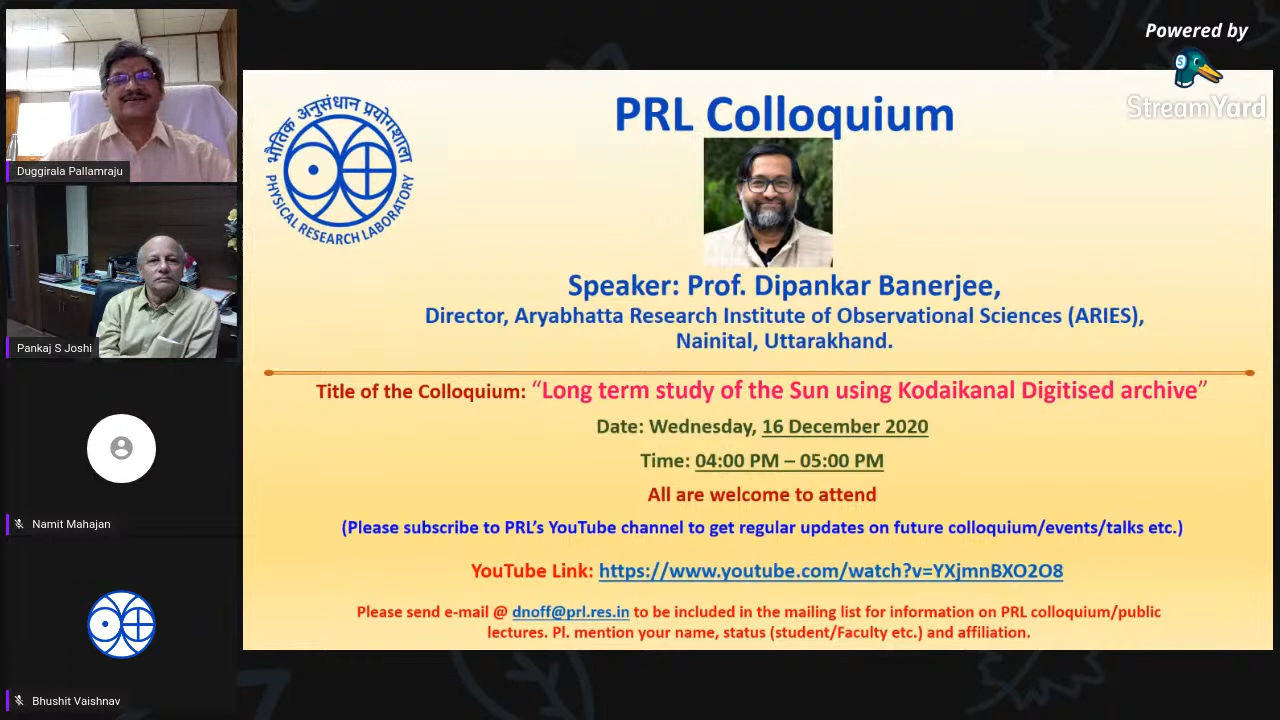 Powered by
StreamYard
Duggirala Pallamraju
Pankaj S Joshi
Namit Mahajan
Bhushit Vaishnav
भौतिक अनुसंधान प्रयोगशाला
PHYSICAL RESEARCH LABORATORY
PRL Colloquium
Speaker: Prof. Dipankar Banerjee,
Director, Aryabhatta Research Institute of Observational Sciences (ARIES),
Nainital, Uttarakhand.
Title of the Colloquium: “Long term study of the Sun using Kodaikanal Digitised archive”
Date: Wednesday, 16 December 2020
Time: 04:00 PM – 05:00 PM
All are welcome to attend
(Please subscribe to PRL’s YouTube channel to get regular updates on future colloquium/events/talks etc.)
YouTube Link: https://www.youtube.com/watch?v=YXjmnBXO2O8
Please send e-mail @ dnoff@prl.res.in to be included in the mailing list for information on PRL colloquium/public
lectures. Pl. mention your name, status (student/Faculty etc.) and affiliation.